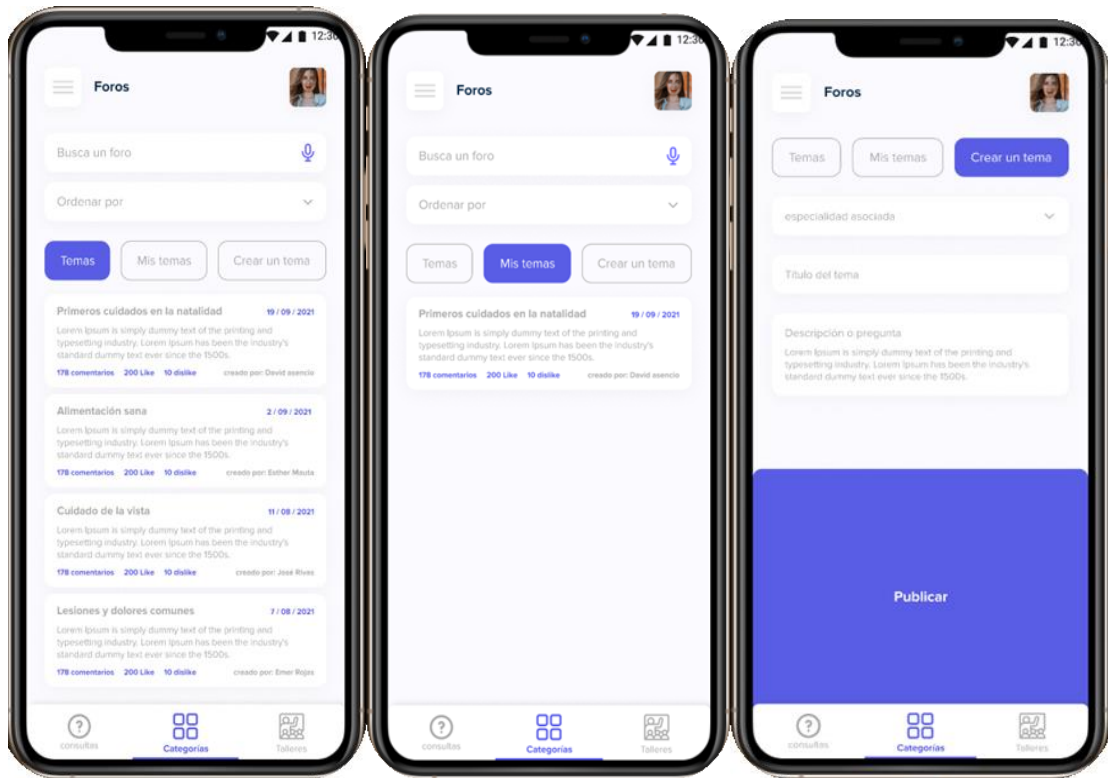 12:30
Foros
Busca un foro
Ordenar por
Temas
Mis temas
Crear un tema
Primeros cuidados en la natalidad
19 / 09 / 2021
Lorem Ipsum is simply dummy text of the printing and
typesetting industry. Lorem Ipsum has been the industry's
standard dummy text ever since the 1500s.
178 comentarios 200 Like 10 dislike
creado por: David asencio
Alimentación sana
2 / 09 / 2021
Lorem Ipsum is simply dummy text of the printing and
typesetting industry. Lorem Ipsum has been the industry's
standard dummy text ever since the 1500s.
178 comentarios 200 Like 10 dislike
creado por: Esther Mauta
Cuidado de la vista
11 / 08 / 2021
Lorem Ipsum is simply dummy text of the printing and
typesetting industry. Lorem Ipsum has been the industry's
standard dummy text ever since the 1500s.
178 comentarios 200 Like 10 dislike
creado por: José Rivas
Lesiones y dolores comunes
7 / 08 / 2021
Lorem Ipsum is simply dummy text of the printing and
typesetting industry. Lorem Ipsum has been the industry's
standard dummy text ever since the 1500s.
178 comentarios 200 Like 10 dislike
creado por: Emer Rojas
consultas
Categorías
Talleres
12:30
Foros
Busca un foro
Ordenar por
Temas
Mis temas
Crear un tema
Primeros cuidados en la natalidad
19 / 09 / 2021
Lorem Ipsum is simply dummy text of the printing and
typesetting industry. Lorem Ipsum has been the industry's
standard dummy text ever since the 1500s.
178 comentarios 200 Like 10 dislike
creado por: David asencio
consultas
Categorías
Talleres
12:30
Foros
Temas
Mis temas
Crear un tema
especialidad asociada
Título del tema
Descripción o pregunta
Lorem Ipsum is simply dummy text of the printing and
typesetting industry. Lorem Ipsum has been the industry's
standard dummy text ever since the 1500s.
Publicar
consultas
Categorías
Talleres